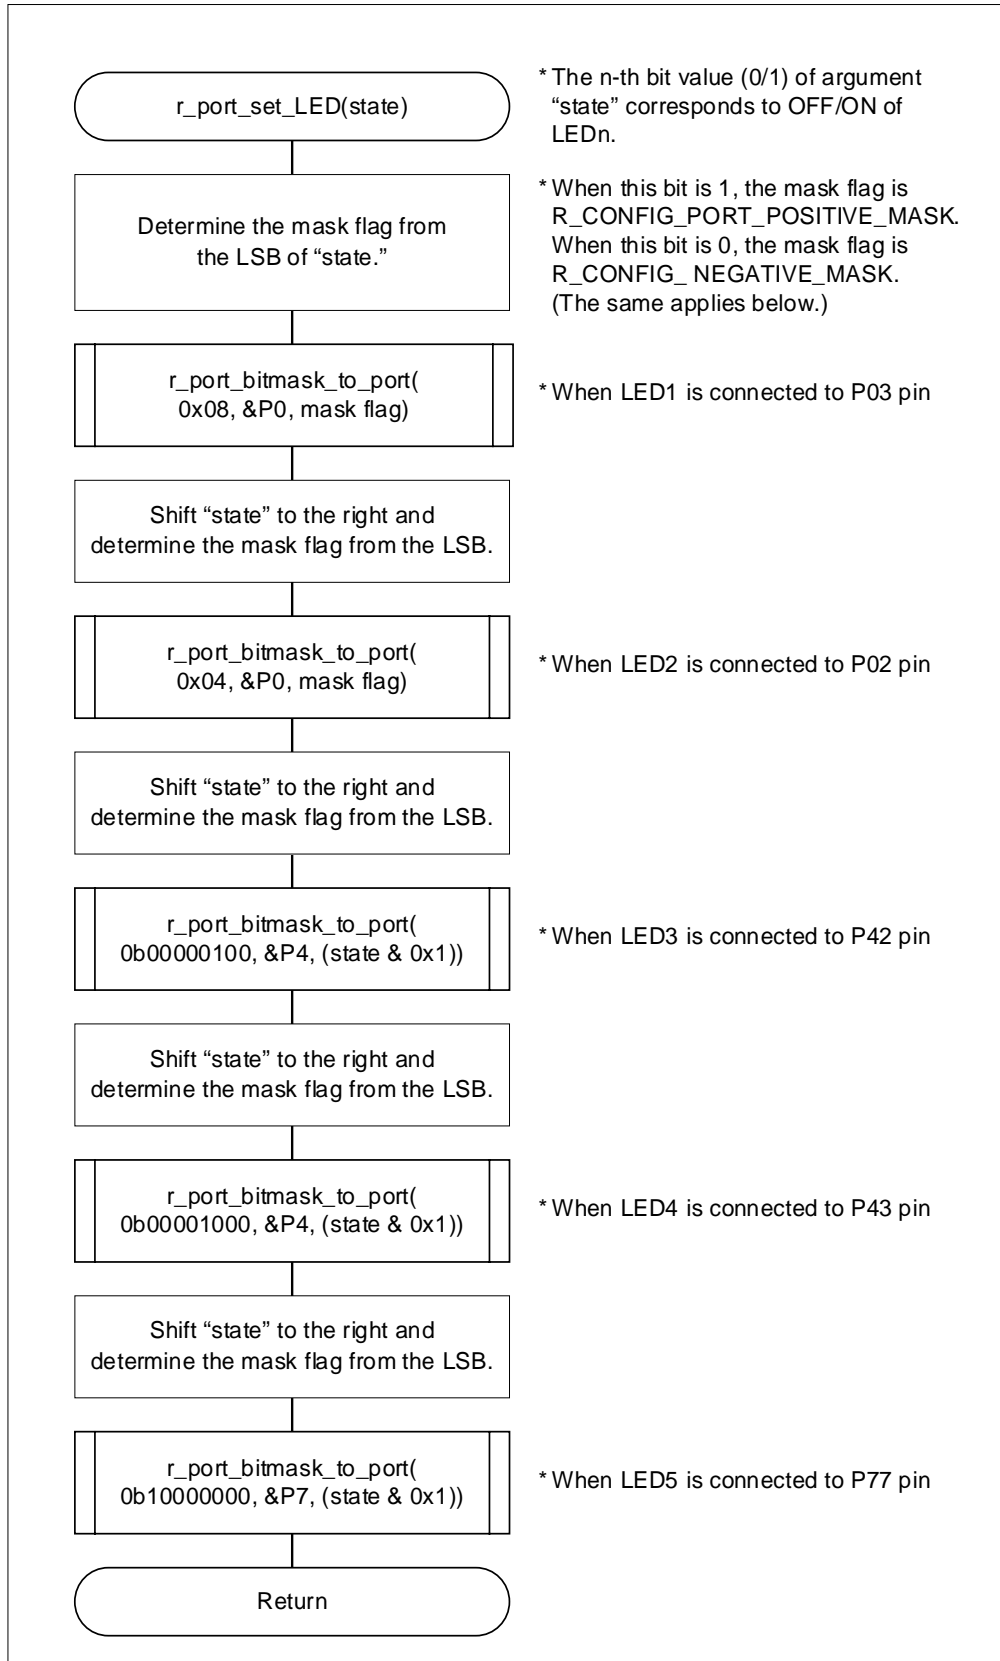 r_port_set_LED(state)
* The n-th bit value (0/1) of argument
“state” corresponds to OFF/ON of
LEDn.
Determine the mask flag from
the LSB of “state.”
* When this bit is 1, the mask flag is
R_CONFIG_PORT_POSITIVE_MASK.
When this bit is 0, the mask flag is
R_CONFIG_ NEGATIVE_MASK.
(The same applies below.)
r_port_bitmask_to_port(
0x08, &P0, mask flag)
* When LED1 is connected to P03 pin
Shift “state” to the right and
determine the mask flag from the LSB.
r_port_bitmask_to_port(
0x04, &P0, mask flag)
* When LED2 is connected to P02 pin
Shift “state” to the right and
determine the mask flag from the LSB.
r_port_bitmask_to_port(
0b00000100, &P4, (state & 0x1))
* When LED3 is connected to P42 pin
Shift “state” to the right and
determine the mask flag from the LSB.
r_port_bitmask_to_port(
0b00001000, &P4, (state & 0x1))
* When LED4 is connected to P43 pin
Shift “state” to the right and
determine the mask flag from the LSB.
r_port_bitmask_to_port(
0b10000000, &P7, (state & 0x1))
* When LED5 is connected to P77 pin
Return